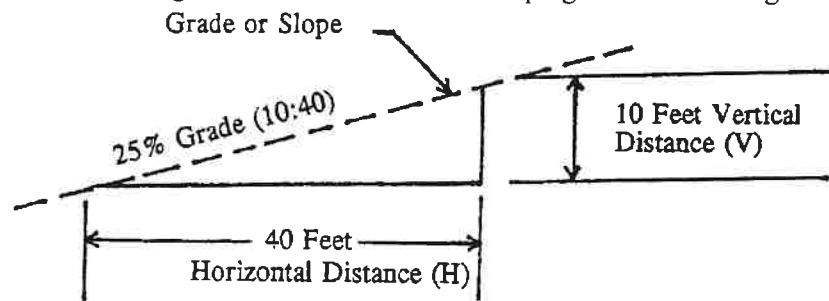 Grade or Slope
25% Grade (10:40)
10 Feet Vertical
Distance (V)
40 Feet
Horizontal Distance (H)